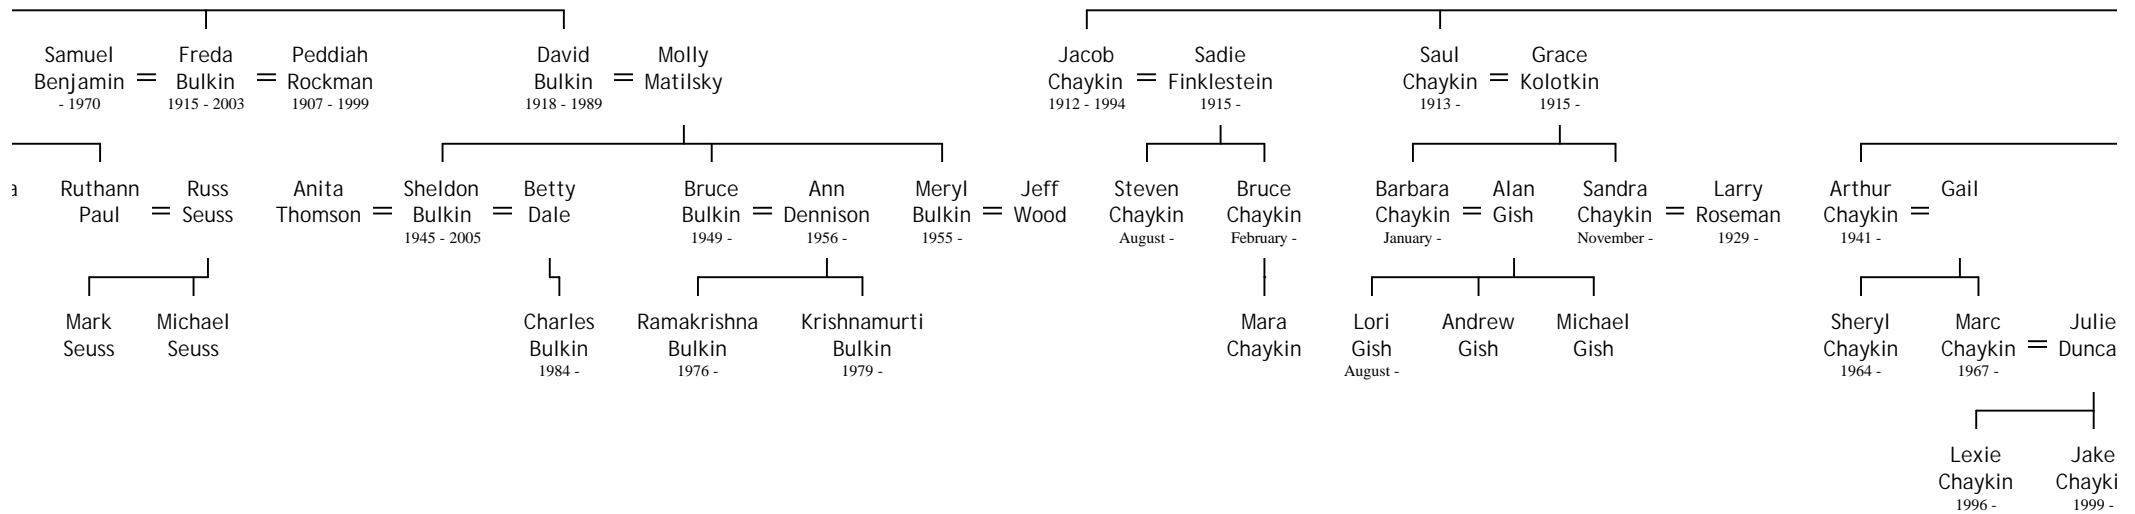 Samuel
Benjamin
- 1970
Freda
Bulkin
1915 - 2003
Peddiah
Rockman
1907 - 1999
David
Bulkin
1918 - 1989
Molly
Matilsky
Jacob
Chaykin
1912 - 1994
Sadie
Finklestein
1915 -
Saul
Chaykin
1913 -
Grace
Kolotkin
1915 -
a
Ruthann
Paul
Russ
Seuss
Anita
Thomson
Sheldon
Bulkin
1945 - 2005
Betty
Dale
Bruce
Bulkin
1949 -
Ann
Dennison
1956 -
Meryl
Bulkin
1955 -
Jeff
Wood
Steven
Chaykin
August -
Bruce
Chaykin
February -
Barbara
Chaykin
January -
Alan
Gish
Sandra
Chaykin
November -
Larry
Roseman
1929 -
Arthur
Chaykin
1941 -
Gail
Mark
Seuss
Michael
Seuss
Charles
Bulkin
1984 -
Ramakrishna
Bulkin
1976 -
Krishnamurti
Bulkin
1979 -
Mara
Chaykin
Lori
Gish
August -
Andrew
Gish
Michael
Gish
Sheryl
Chaykin
1964 -
Marc
Chaykin
1967 -
Julie
Dunca
Lexie
Chaykin
1996 -
Jake
Chayki
1999 -